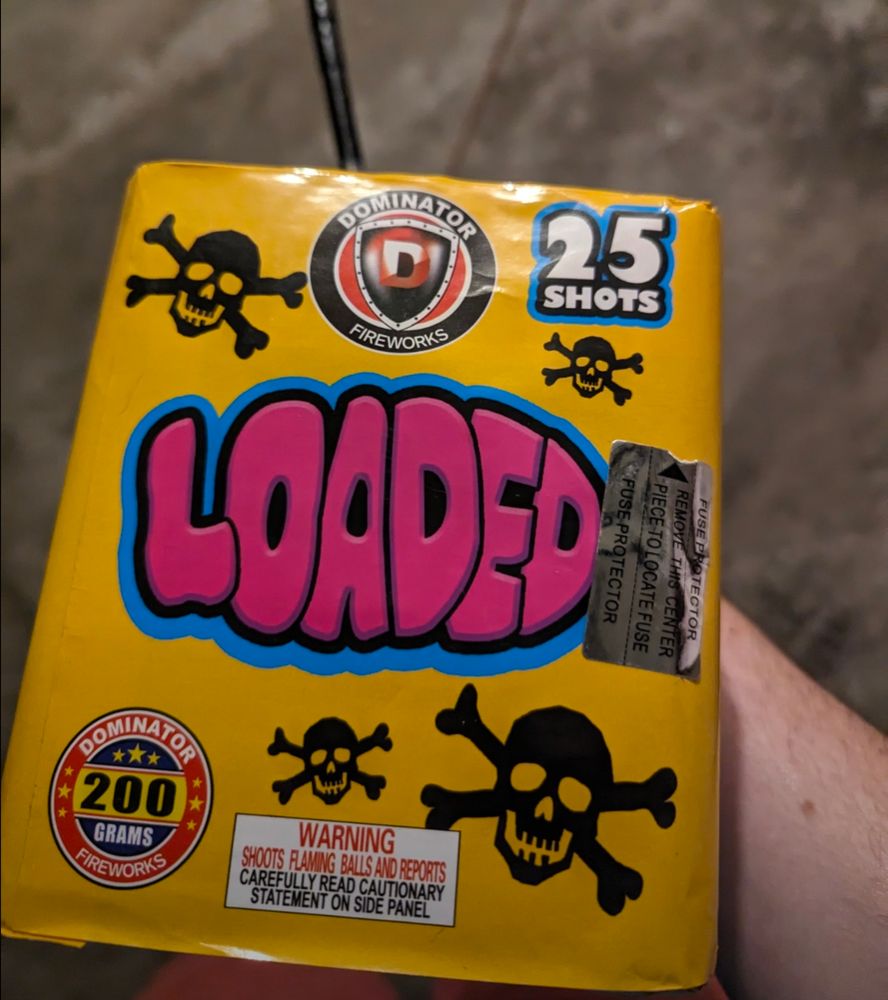 DOMINATOR
D
FIREWORKS
25
SHOTS
LOADED
FUSE PROTECTOR
REMOVE THIS CENTER
PIECE TO LOCATE FUSE
FUSE PROTECTOR
DOMINATOR
200
GRAMS
FIREWORKS
WARNING
SHOOTS FLAMING BALLS AND REPORTS
CAREFULLY READ CAUTIONARY
STATEMENT ON SIDE PANEL